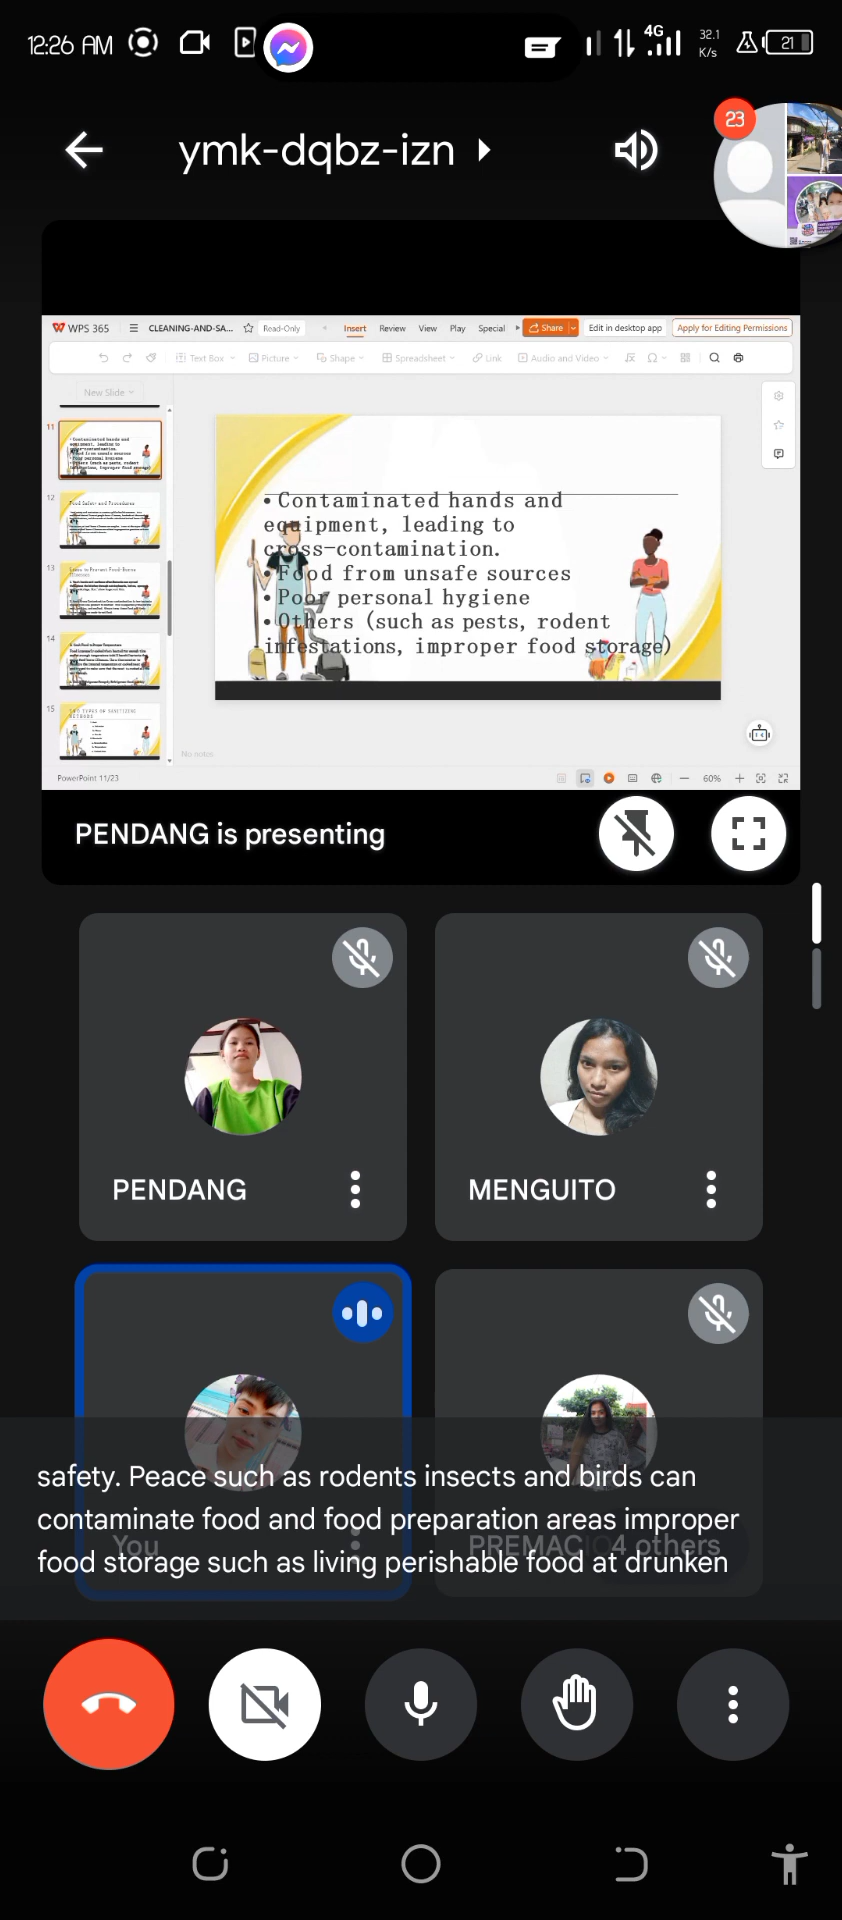 12:26 AM
4G
32.1
K/s
21
ymk-dqbz-izn
23
WPS 365
CLEANING-AND-SA...
Read-Only
Insert
Review
View
Play
Special
Share
Edit in desktop app
Apply for Editing Permissions
Text Box
Picture
Shape
Spreadsheet
Link
Audio and Video
New Slide
11
12
Food Safety and Procedures
13
14
15
• Contaminated hands and
equipment, leading to
cross-contamination.
• Food from unsafe sources
• Poor personal hygiene
• Others (such as pests, rodent
infestations, improper food storage)
No notes
PowerPoint 11/23
60%
PENDANG is presenting
PENDANG
MENGUITO
safety. Peace such as rodents insects and birds can
contaminate food and food preparation areas improper
food storage such as living perishable food at drunken
You
4 others